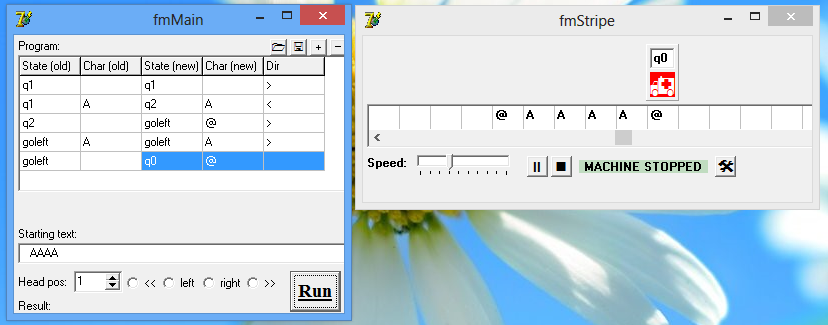 fmMain
Program:
State (old) Char (old) State (new) Char (new) Dir
q1 q1 >
q1 A q2 A <
q2 goleft @ >
goleft A goleft A >
goleft q0 @
Starting text:
AAAA
Head pos: 1 << left right >> Run
Result:
fmStripe
q0
@ A A A A @
Speed: MACHINE STOPPED